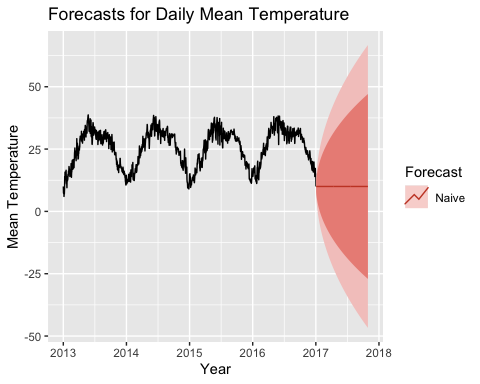 Forecasts for Daily Mean Temperature
Mean Temperature
50
25
0
-25
-50
2013 2014 2015 2016 2017 2018
Year
Forecast
Naive